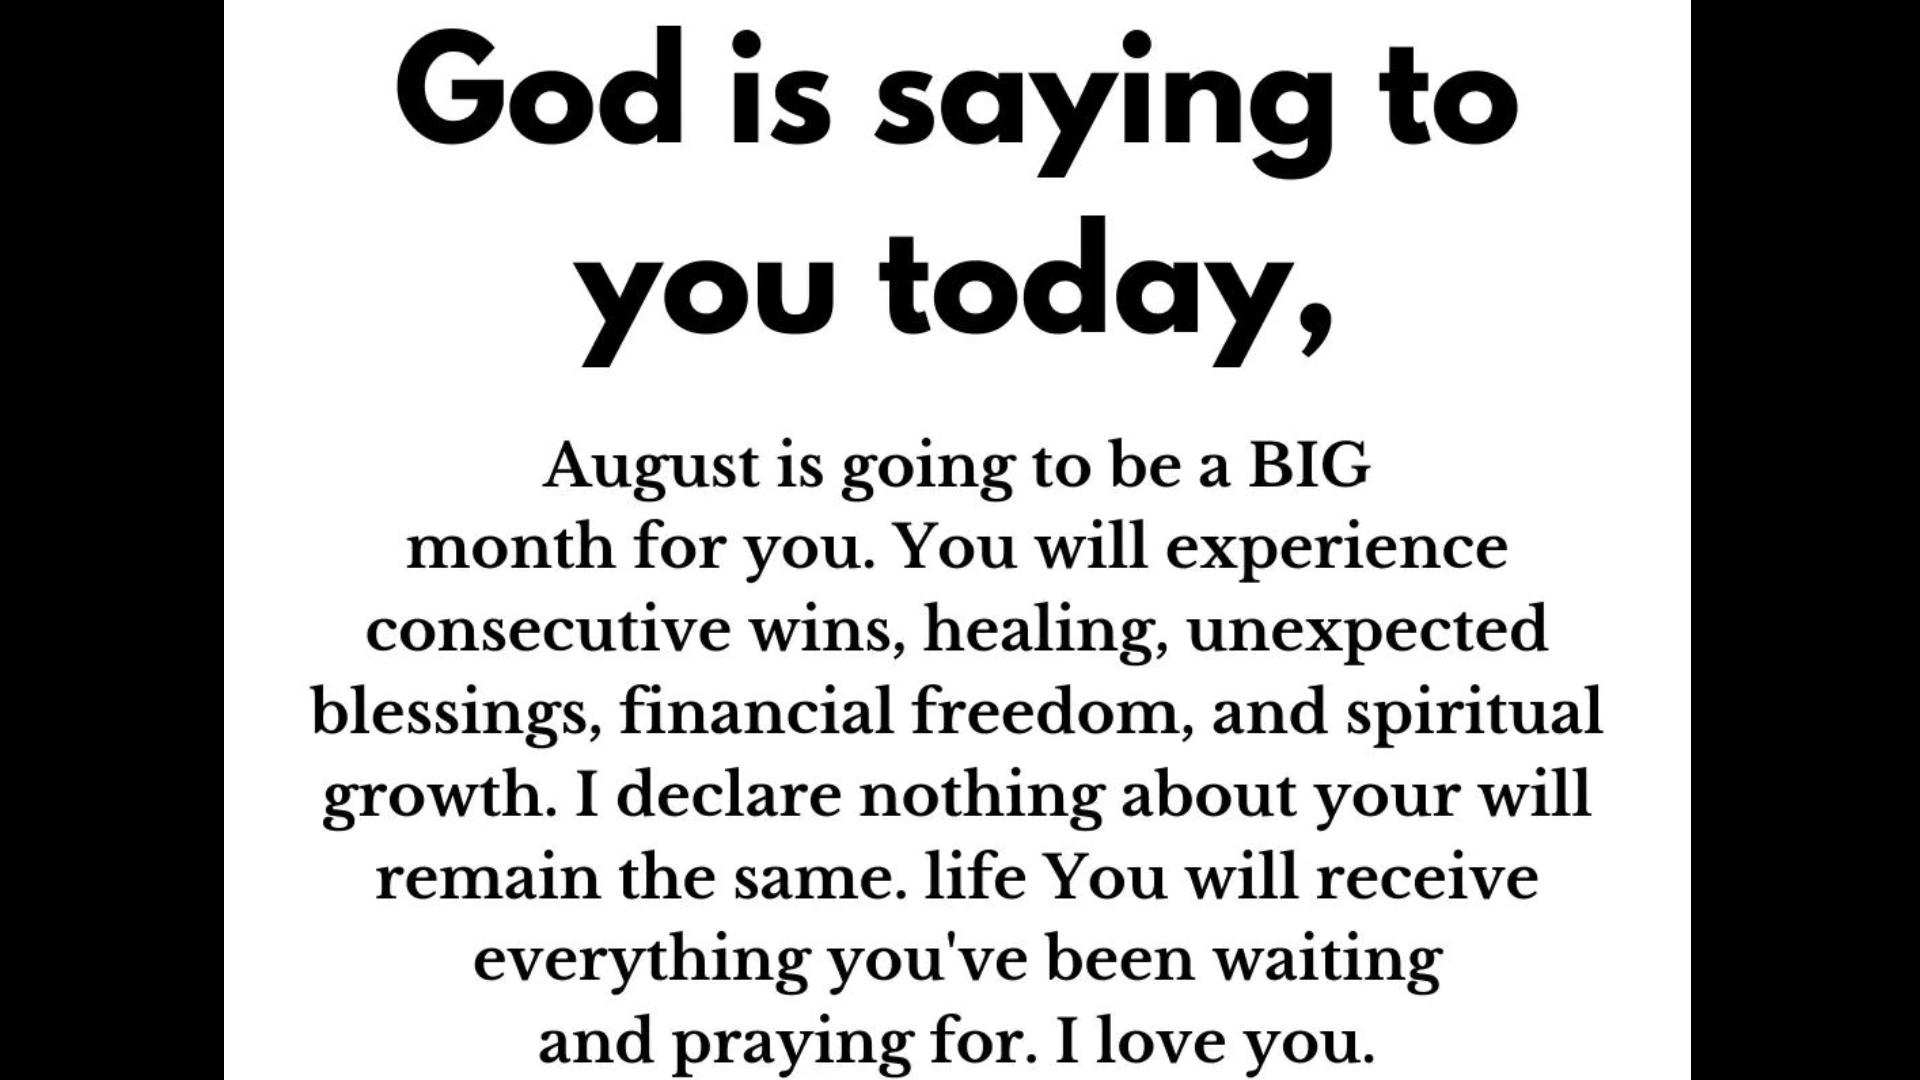 God is saying to
you today,
August is going to be a BIG
month for you. You will experience
consecutive wins, healing, unexpected
blessings, financial freedom, and spiritual
growth. I declare nothing about your will
remain the same. life You will receive
everything you've been waiting
and praying for. I love you.